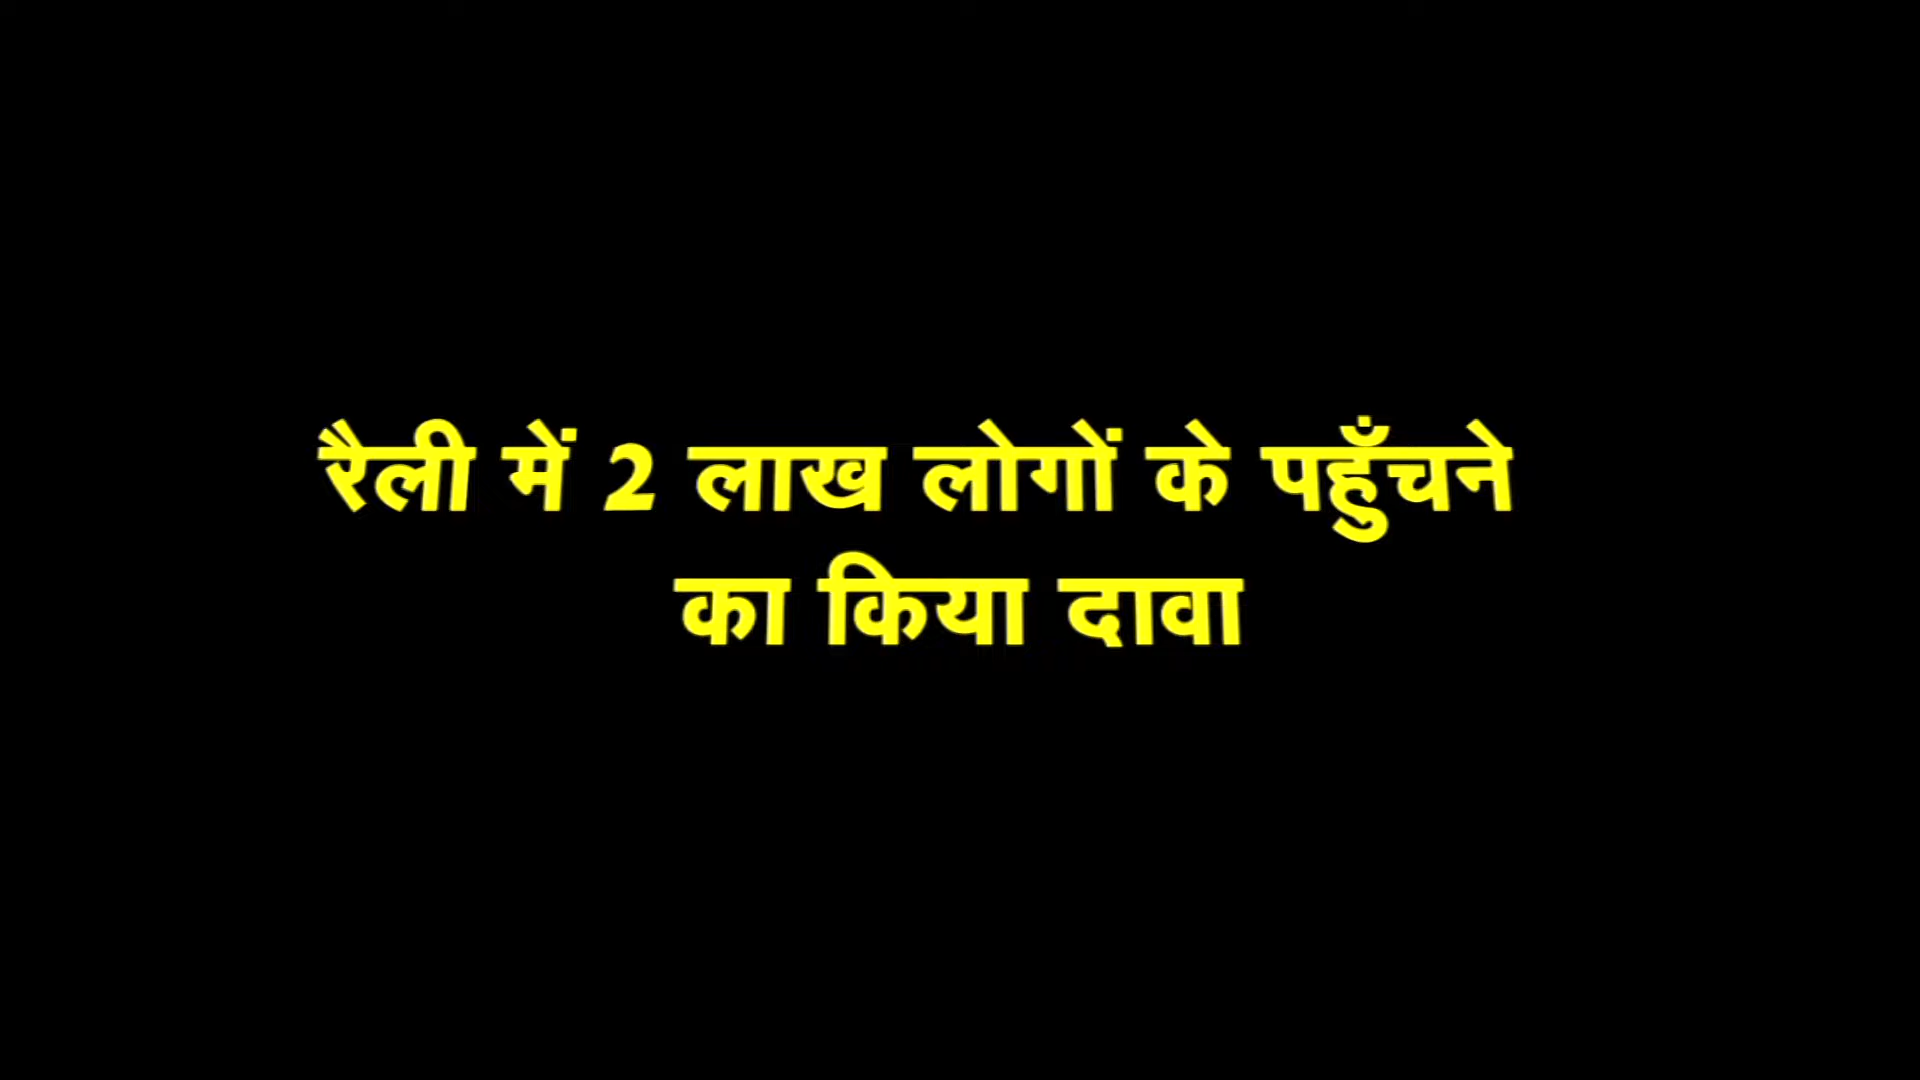 रैली में 2 लाख लोगों के पहुँचने
का किया दावा